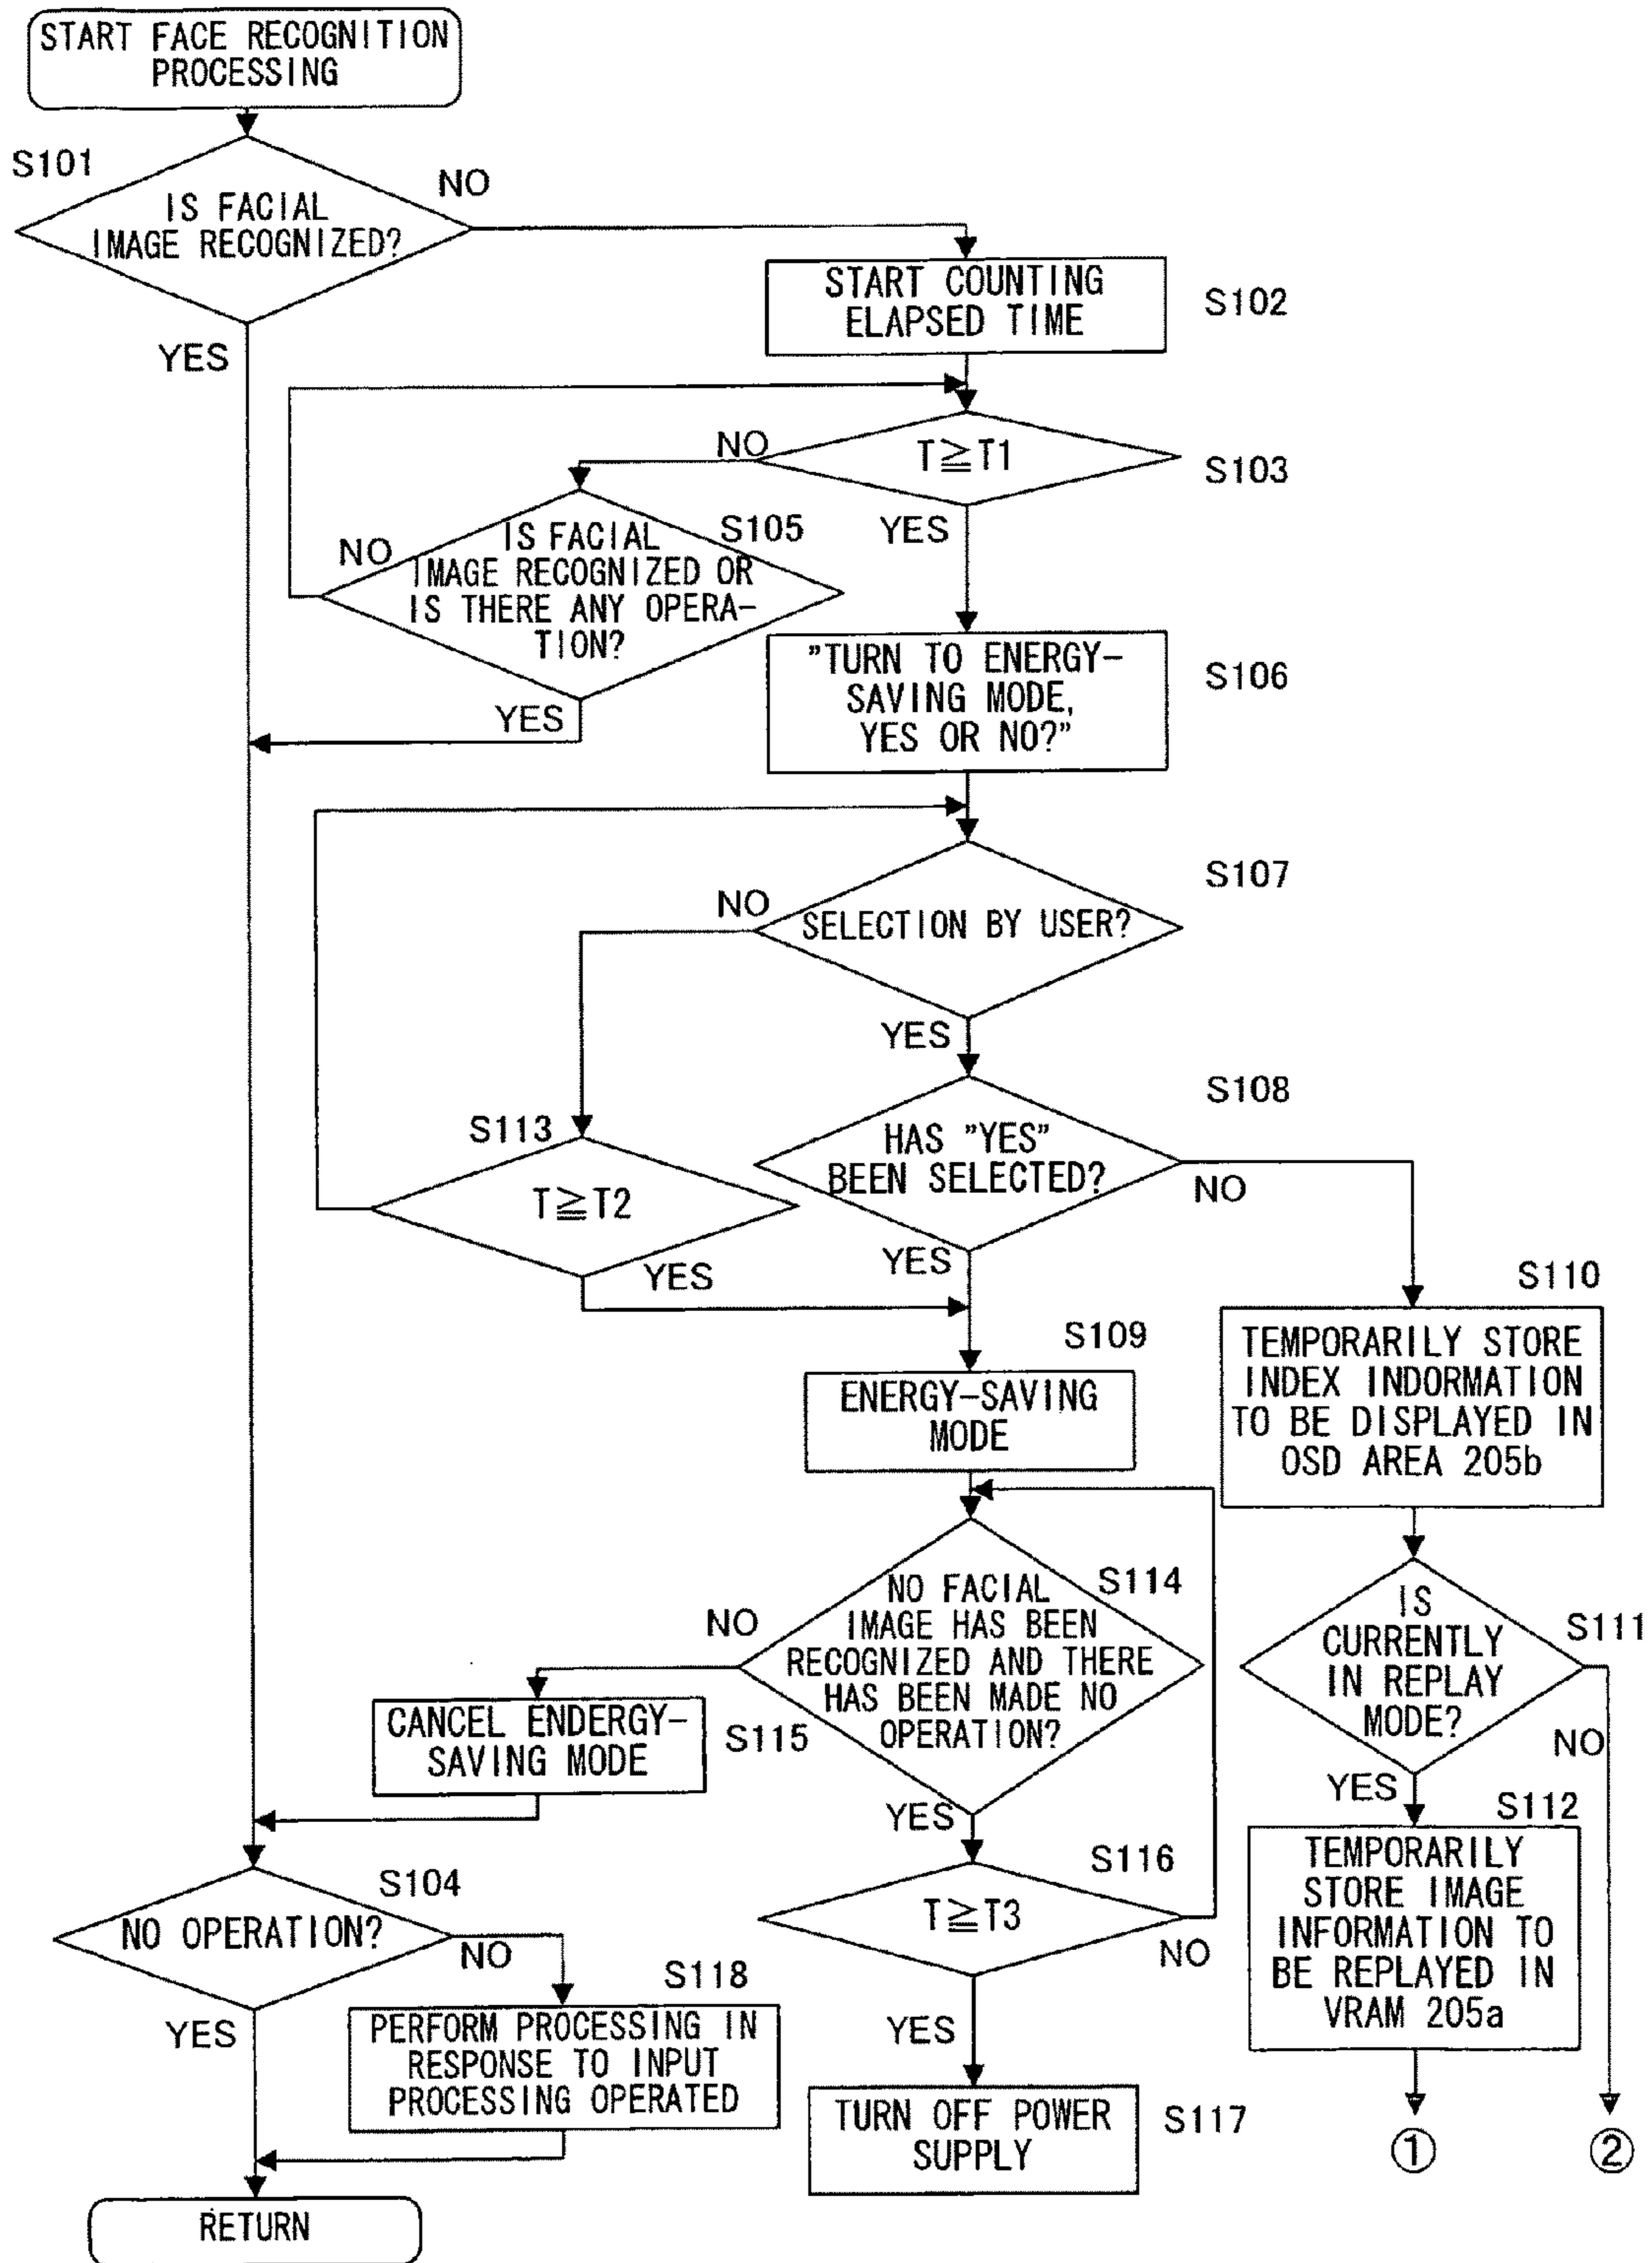 START FACE RECOGNITION
PROCESSING
S101
NO
IS FACIAL
IMAGE RECOGNIZED?
YES
START COUNTING
ELAPSED TIME
S102
NO
T≧T1
S103
YES
S105
NO
IS FACIAL
IMAGE RECOGNIZED OR
IS THERE ANY OPERA-
TION?
YES
"TURN TO ENERGY-
SAVING MODE,
YES OR NO?"
S106
S107
NO
SELECTION BY USER?
YES
S108
HAS "YES"
BEEN SELECTED?
NO
YES
S113
T≧T2
YES
S109
ENERGY-SAVING
MODE
S110
TEMPORARILY STORE
INDEX INDORMATION
TO BE DISPLAYED IN
OSD AREA 205b
S114
NO
NO FACIAL
IMAGE HAS BEEN
RECOGNIZED AND THERE
HAS BEEN MADE NO
OPERATION?
YES
S111
IS
CURRENTLY
IN REPLAY
MODE?
NO
YES
CANCEL ENDERGY-
SAVING MODE
S115
S112
TEMPORARILY
STORE IMAGE
INFORMATION TO
BE REPLAYED IN
VRAM 205a
S116
T≧T3
NO
YES
S104
NO OPERATION?
NO
YES
S118
PERFORM PROCESSING IN
RESPONSE TO INPUT
PROCESSING OPERATED
TURN OFF POWER
SUPPLY
S117
①
②
RETURN